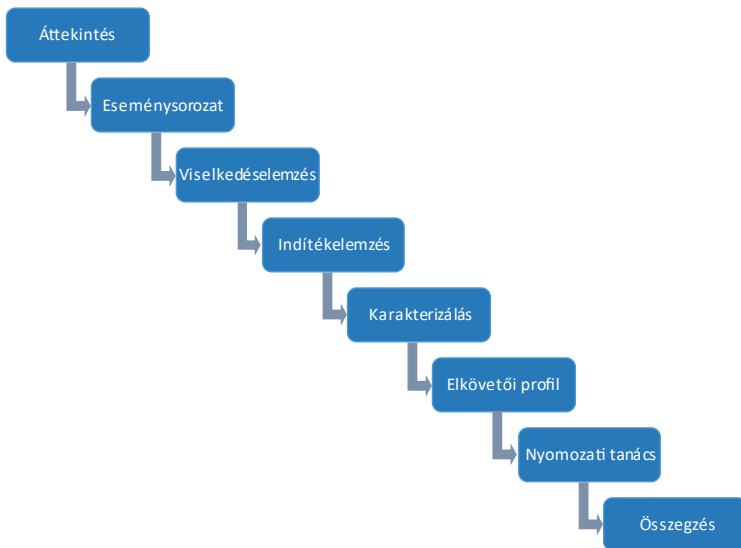 Áttekintés
Eseménysorozat
Viselkedéselemzés
Indítékelemzés
Karakterizálás
Elkövetői profil
Nyomozati tanács
Összegzés